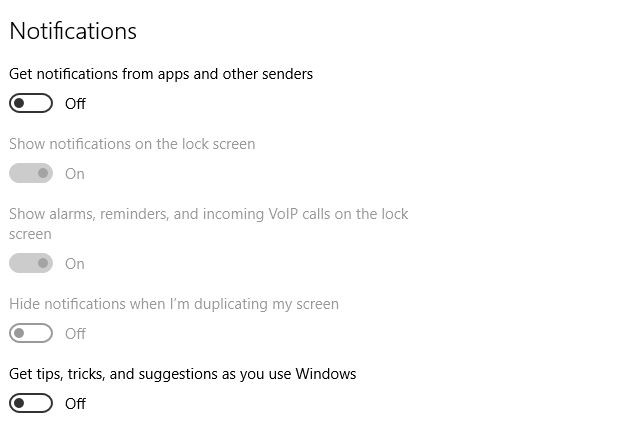 Notifications
Get notifications from apps and other senders
Off
Show notifications on the lock screen
On
Show alarms, reminders, and incoming VoIP calls on the lock
screen
On
Hide notifications when I’m duplicating my screen
Off
Get tips, tricks, and suggestions as you use Windows
Off